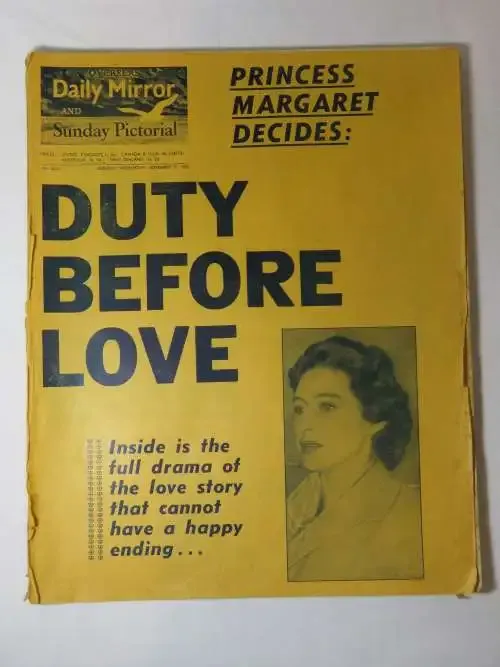 OVERSEAS
Daily Mirror
AND
Sunday Pictorial
PRINCESS
MARGARET
DECIDES:
DUTY
BEFORE
LOVE
Inside is the
full drama of
the love story
that cannot
have a happy
ending...